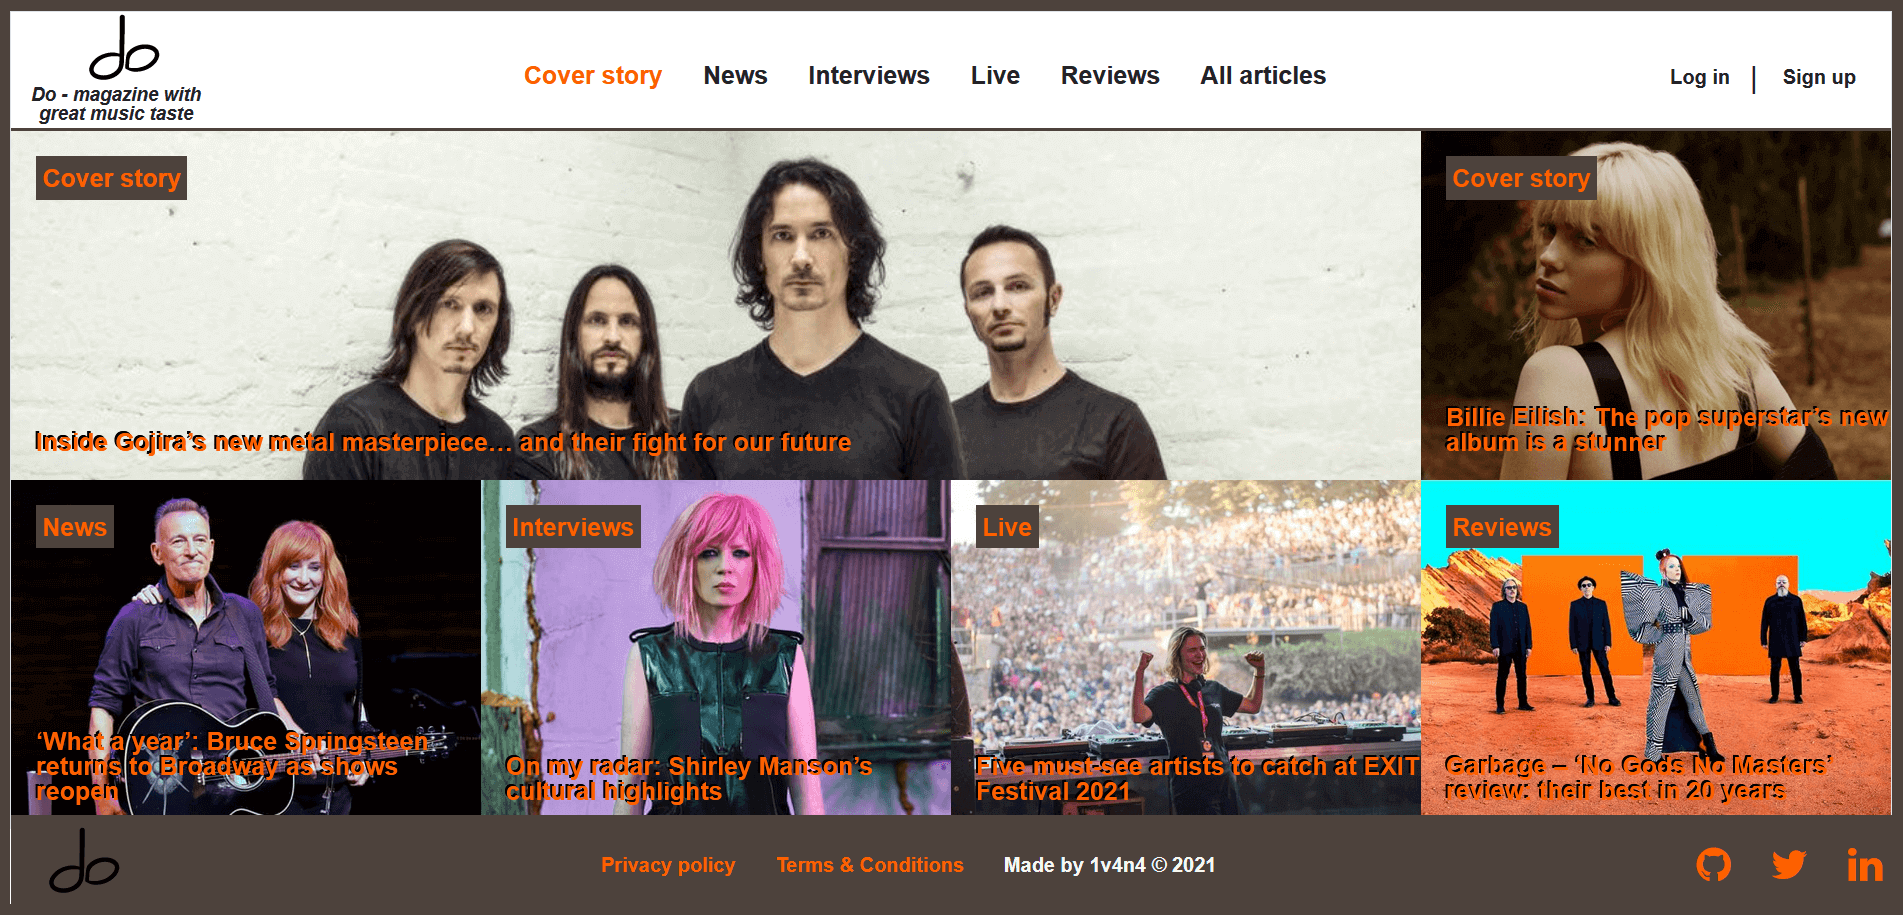 do
Do - magazine with
great music taste
Cover story
News
Interviews
Live
Reviews
All articles
Log in
|
Sign up
Cover story
Inside Gojira’s new metal masterpiece… and their fight for our future
Cover story
Billie Eilish: The pop superstar’s new
album is a stunner
News
‘What a year’: Bruce Springsteen
returns to Broadway as shows
reopen
Interviews
On my radar: Shirley Manson’s
cultural highlights
Live
Five must-see artists to catch at EXIT
Festival 2021
Reviews
Garbage – ‘No Gods No Masters’
review: their best in 20 years
do
Privacy policy
Terms & Conditions
Made by 1v4n4 © 2021
in